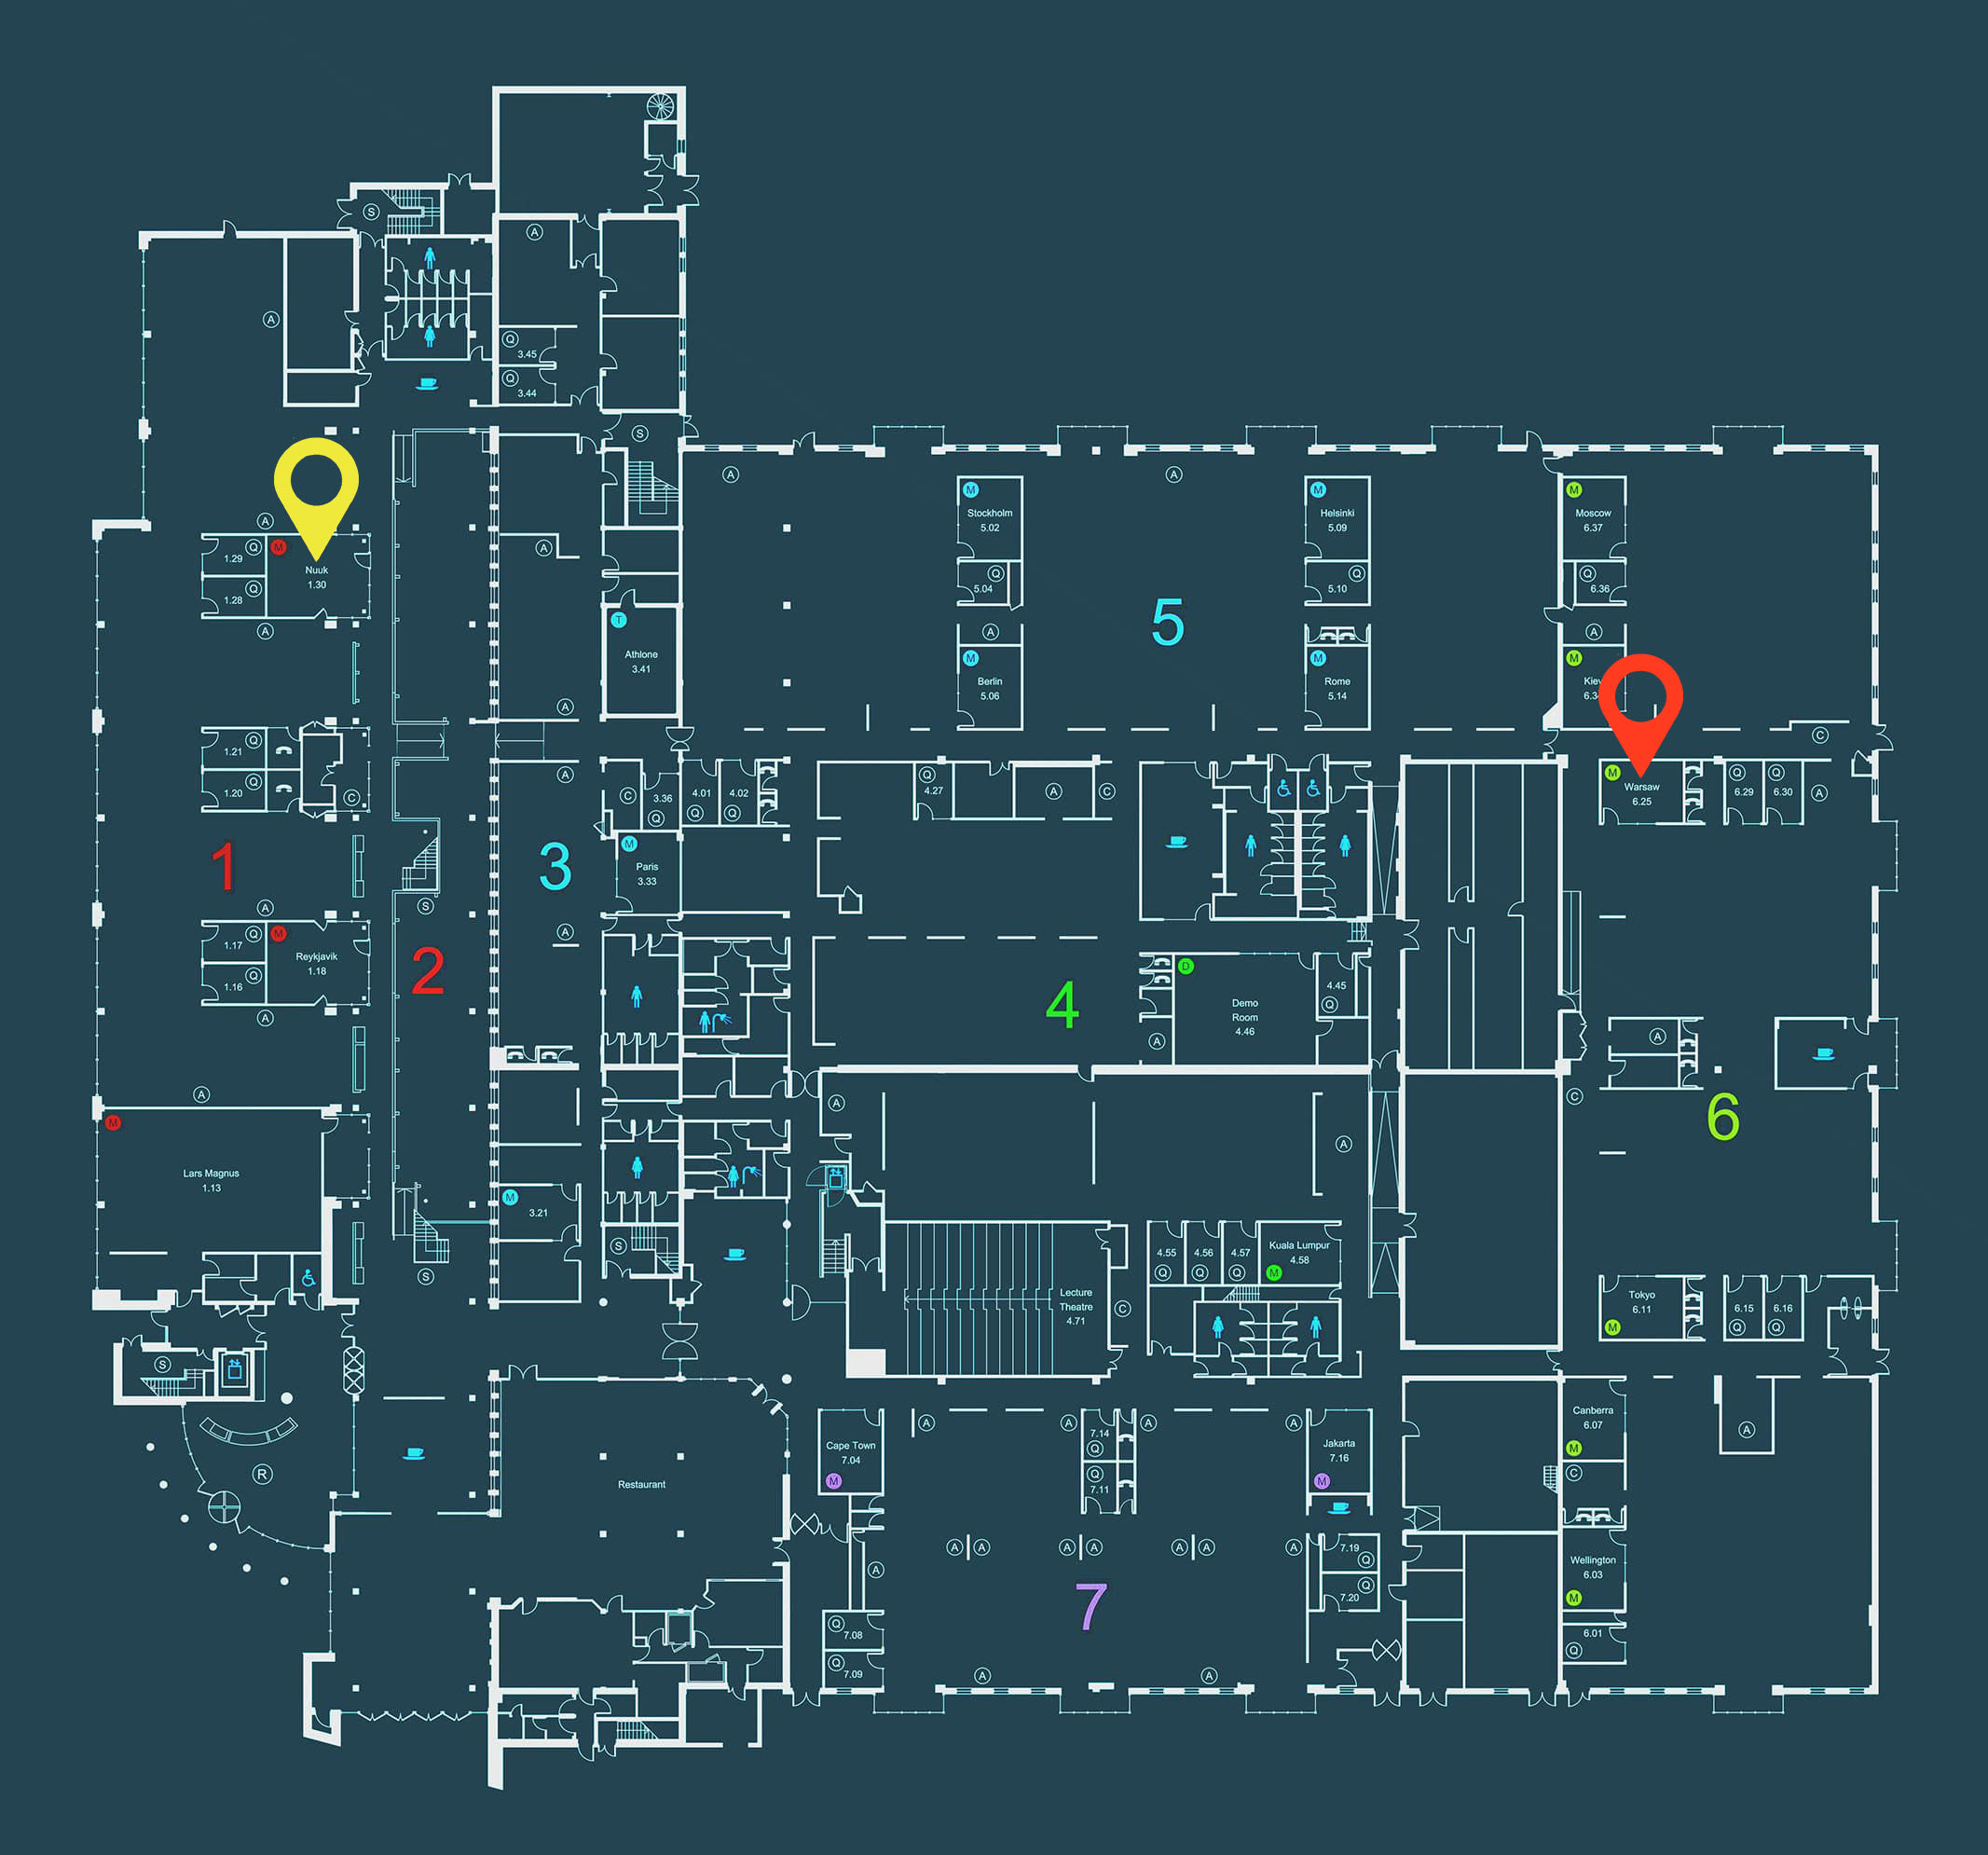 S
A
A
Q
3.45
Q
3.44
S
A
A
M
Stockholm
5.02
M
Helsinki
5.09
M
Moscow
6.37
A
1.29
Q
M
Nuuk
1.30
1.28
Q
A
A
Q
5.04
Q
5.10
Q
6.36
T
Athlone
3.41
5
A
A
M
Berlin
5.06
M
Rome
5.14
M
A
C
1.21
Q
1.20
Q
C
A
C
3.36
Q
4.01
Q
4.02
Q
Q
4.27
A
C
M
Warsaw
6.25
Q
6.29
Q
6.30
A
1
3
M
Paris
3.33
A
S
A
1.17
Q
M
Reykjavik
1.18
1.16
Q
A
2
4
D
Demo
Room
4.46
4.45
Q
A
A
A
C
6
A
A
M
Lars Magnus
1.13
M
3.21
S
S
4.55
Q
4.56
Q
4.57
Q
Kuala Lumpur
4.58
M
Lecture
Theatre
4.71
C
Tokyo
6.11
M
6.15
Q
6.16
Q
S
R
Restaurant
Cape Town
7.04
M
A
A
7.14
Q
Q
7.11
A
A
Jakarta
7.16
M
Canberra
6.07
M
C
A
A
A
A
A
A
A
A
A
7.19
Q
Q
7.20
Wellington
6.03
M
7
Q
7.08
Q
7.09
A
A
6.01
Q